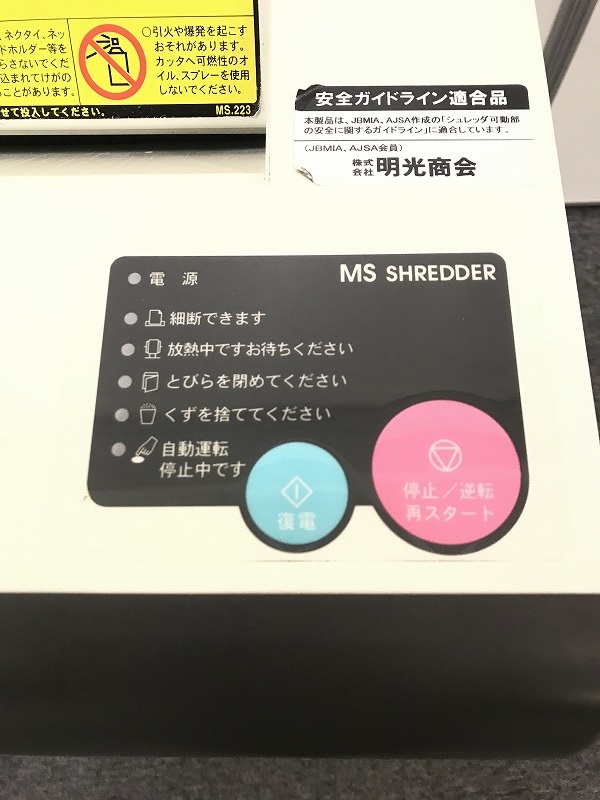 、ネクタイ、ネッ
ドホルダー等を
らさないでくだ
込まれてけがの
ことがあります。
○引火や爆発を起こす
おそれがあります。
カッタへ可燃性のオ
イル、スプレーを使用
しないでください。
せて投入してください。
MS.223
安全ガイドライン適合品
本製品は、JBMIA、AJSA作成の「シュレッダ可動部
の安全に関するガイドライン」に適合しています。
(JBMIA、AJSA会員)
株式会社 明光商会
電 源
MS SHREDDER
細断できます
放熱中ですお待ちください
とびらを閉めてください
くずを捨ててください
自動運転
停止中です
復電
停止/逆転
再スタート